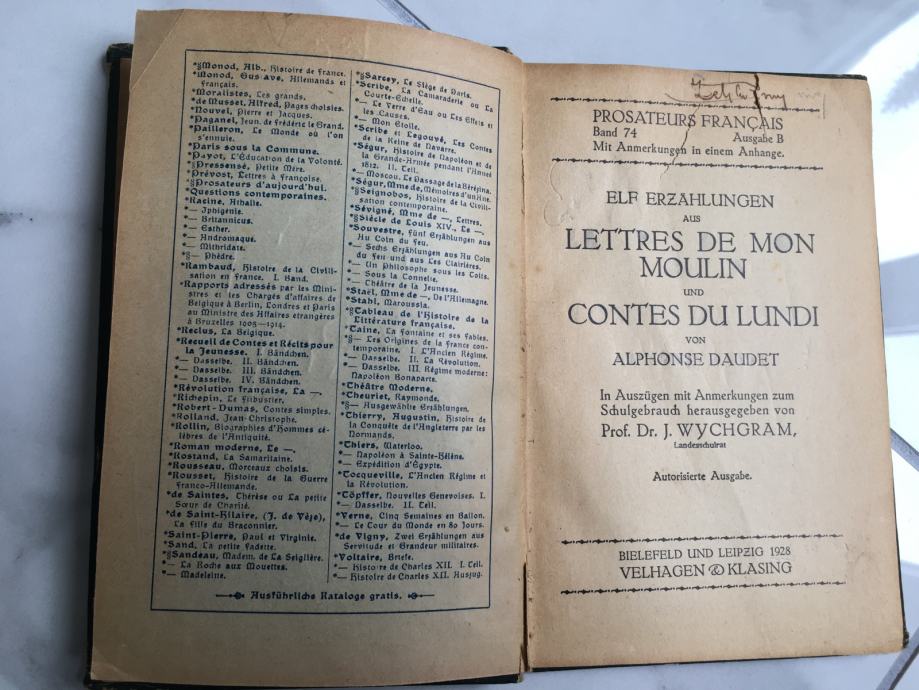 *§Monod, Alb., Histoire de France.
*Monod, Gustave, Allemands et
français.
*Moralistes, Les grands.
*de Musset, Alfred, Pages choisies.
*Nouvel, Pierre et Jacques.
*Paganel, Jeun. de Frédéric le Grand.
*Pailleron, Le Monde où l'on
s'ennuie.
*Paris sous la Commune.
*Payot, L'Éducation de la Volonté.
*§Pressensé, Petite Mère.
*Prévost, Lettres à Françoise.
*§Prosateurs d'aujourd'hui.
*Questions contemporaines.
*Racine, Athalie.
*— Iphigénie.
*— Britannicus.
*— Esther.
*— Andromaque.
*— Mithridate.
*§— Phèdre.
*Rambaud, Histoire de la Civili-
sation en France. I. Band.
*Rapports adressés par les Mini-
stres et les Chargés d'affaires de
Belgique à Berlin, Londres et Paris
au Ministre des Affaires étrangères
à Bruxelles 1905—1914.
*Reclus, La Belgique.
*Recueil de Contes et Récits pour
la Jeunesse. I. Bändchen.
*— Dasselbe. II. Bändchen.
*— Dasselbe. III. Bändchen.
*— Dasselbe. IV. Bändchen.
*Révolution française, La —.
*Richepin, Le Flibustier.
*Robert-Dumas, Contes simples.
*Rolland, Jean-Christophe.
*Rollin, Biographies d'Hommes cé-
lèbres de l'Antiquité.
*Roman moderne, Le —.
*Rostand, La Samaritaine.
*Rousseau, Morceaux choisis.
*Rousset, Histoire de la Guerre
franco-Allemande.
*de Saintes, Thérèse ou La petite
Sœur de Charité.
*de Saint-Hilaire, (J. de Vèze),
La fille du Braconnier.
*Saint-Pierre, Paul et Virginie.
*Sand, La petite Fadette.
*§Sandeau, Madem. de La Seiglière.
*— La Roche aux Mouettes.
*— Madeleine.
*§Sarcey, Le Siège de Paris.
*Scribe, La Camaraderie ou La
Courte-Echelle.
*— Le Verre d'Eau ou Les Effets et
les Causes.
*— Mon Étoile.
*Scribe et Legouvé, Les Contes
de la Reine de Navarre.
*Ségur, Histoire de Napoléon et de
la Grande-Armée pendant l'Année
1812. II. Teil.
*— Moscou. Le Passage de la Bérézina.
*Ségur, Mme de, Mémoires d'un Ane.
*§Seignobos, Histoire de la Civili-
sation contemporaine.
*Sévigné, Mme de —, Lettres.
*§Siècle de Louis XIV., Le —.
*Souvestre, fünf Erzählungen aus
Au Coin du feu.
*— Sechs Erzählungen aus Au Coin
du feu und aus Les Clairières.
*— Un Philosophe sous les Toits.
*— Sous la Tonnelle.
*— Théâtre de la Jeunesse.
*Staël, Mme de —, De l'Allemagne.
*Stahl, Maroussia.
*§Tableau de l'Histoire de la
Littérature française.
*Taine, La Fontaine et ses fables.
*§— Les Origines de la France con-
temporaine. I. L'Ancien Régime.
*— Dasselbe. II. La Révolution.
*— Dasselbe. III. Régime moderne:
Napoléon Bonaparte.
*Théâtre Moderne.
*Theuriet, Raymonde.
*§— Ausgewählte Erzählungen.
*Thierry, Augustin, Histoire de
la Conquête de l'Angleterre par les
Normands.
*Thiers, Waterloo.
*— Napoléon à Sainte-Hélène.
*— Expédition d'Égypte.
*Tocqueville, L'Ancien Régime et
la Révolution.
*Töpffer, Nouvelles Genevoises. I.
*— Dasselbe. II. Teil.
*Verne, Cinq Semaines en Ballon.
*— Le Tour du Monde en 80 Jours.
*de Vigny, Zwei Erzählungen aus
Servitude et Grandeur militaires.
*Voltaire, Briefe.
*— Histoire de Charles XII. I. Teil.
*— Histoire de Charles XII. Auszug.
Ausführliche Kataloge gratis.
PROSATEURS FRANÇAIS
Band 74 Ausgabe B
Mit Anmerkungen in einem Anhange.
ELF ERZÄHLUNGEN
AUS
LETTRES DE MON
MOULIN
UND
CONTES DU LUNDI
VON
ALPHONSE DAUDET
In Auszügen mit Anmerkungen zum
Schulgebrauch herausgegeben von
Prof. Dr. J. WYCHGRAM,
Landesschulrat
Autorisierte Ausgabe.
BIELEFELD UND LEIPZIG 1928
VELHAGEN & KLASING